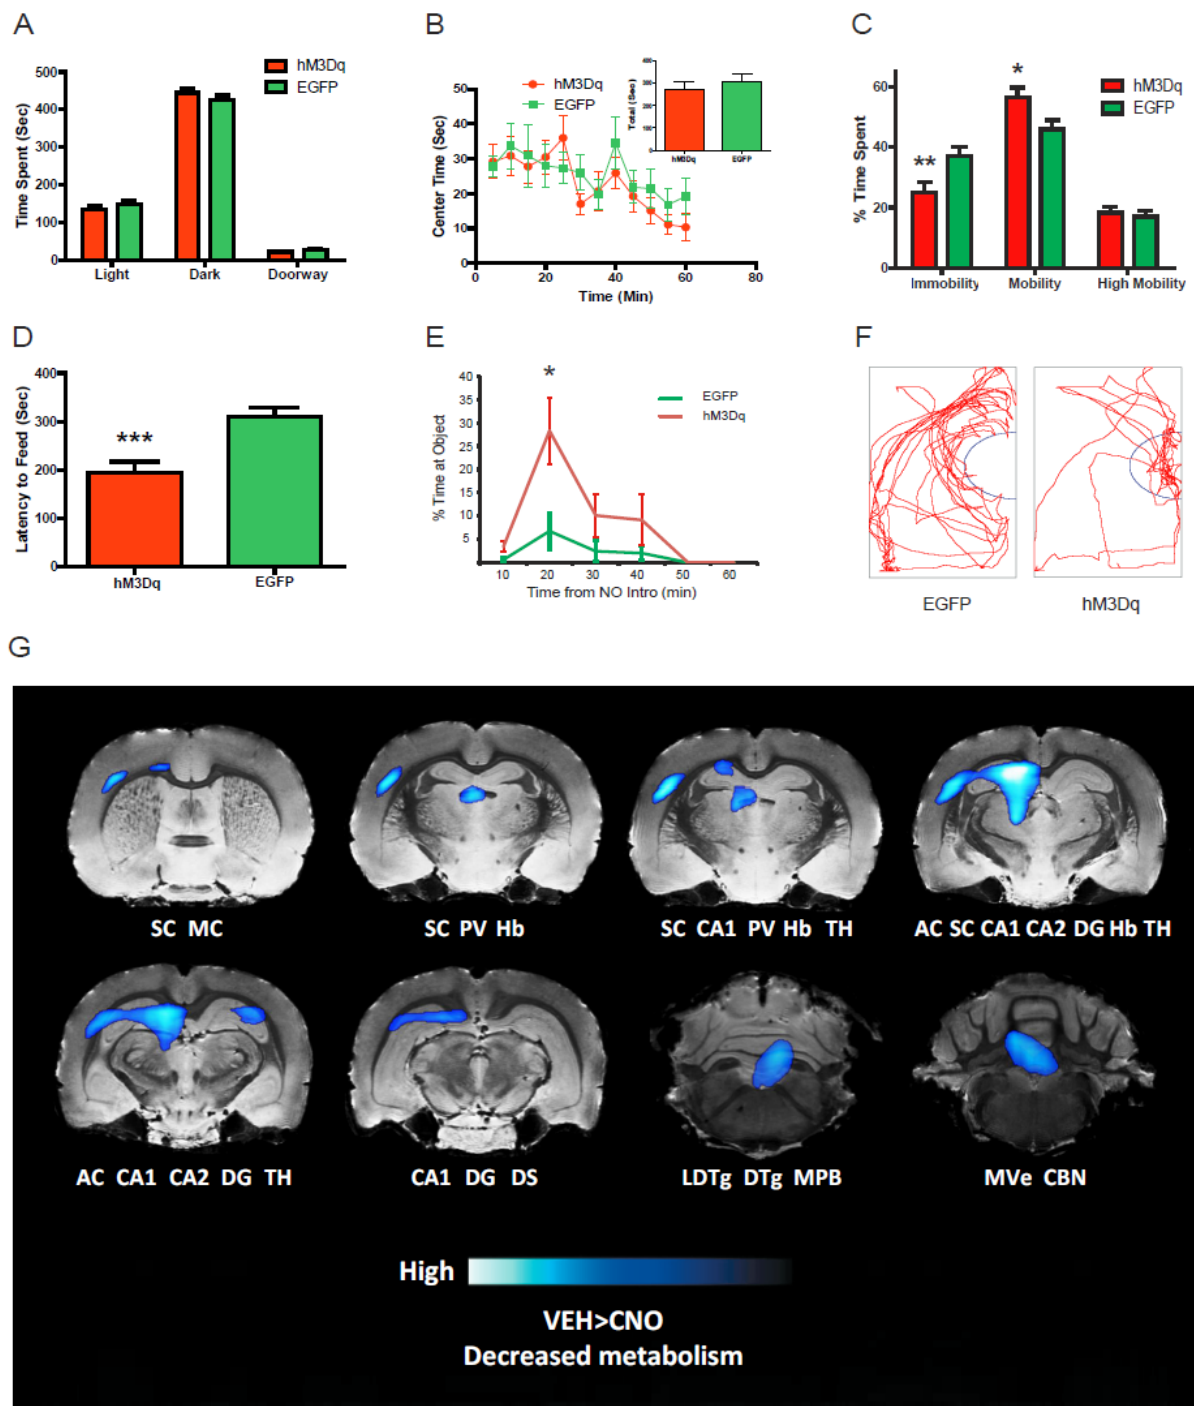 A
hM3Dq
EGFP
Time Spent (Sec)
500
400
300
200
100
0
Light Dark Doorway
B
hM3Dq
EGFP
Center Time (Sec)
50
40
30
20
10
0
0 20 40 60 80
Time (Min)
Total (Sec)
400
300
200
100
0
hM3Dq EGFP
C
hM3Dq
EGFP
% Time Spent
60
40
20
0
**
*
Immobility Mobility High Mobility
D
Latency to Feed (Sec)
400
300
200
100
0
***
hM3Dq EGFP
E
EGFP
hM3Dq
% Time at Object
40
35
30
25
20
15
10
5
*
10 20 30 40 50 60
Time from NO Intro (min)
F
EGFP hM3Dq
G
SC MC
SC PV Hb
SC CA1 PV Hb TH
AC SC CA1 CA2 DG Hb TH
AC CA1 CA2 DG TH
CA1 DG DS
LDTg DTg MPB
MVe CBN
High
VEH>CNO
Decreased metabolism